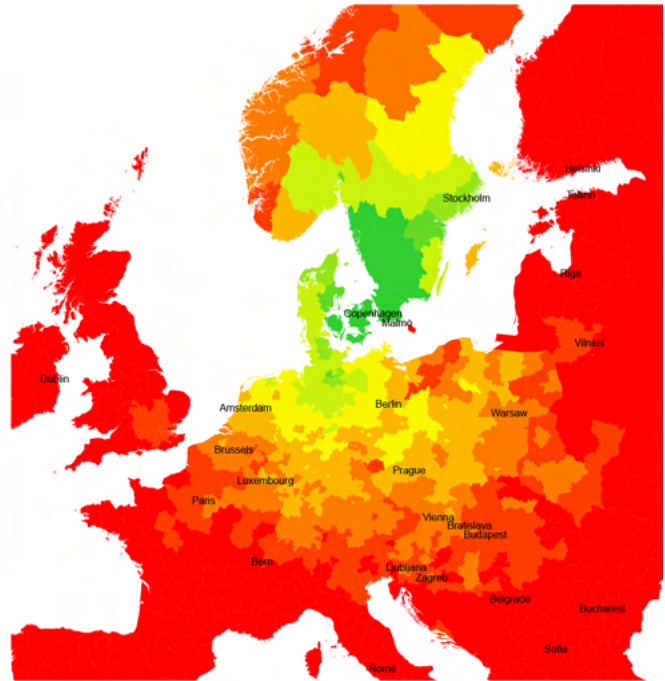 Helsinki
Tallinn
Stockholm
Riga
Copenhagen
Malmö
Vilnius
Dublin
Amsterdam
Berlin
Warsaw
Brussels
Prague
Luxembourg
Paris
Vienna
Bratislava
Budapest
Bern
Ljubljana
Zagreb
Belgrade
Bucharest
Sofia
Rome